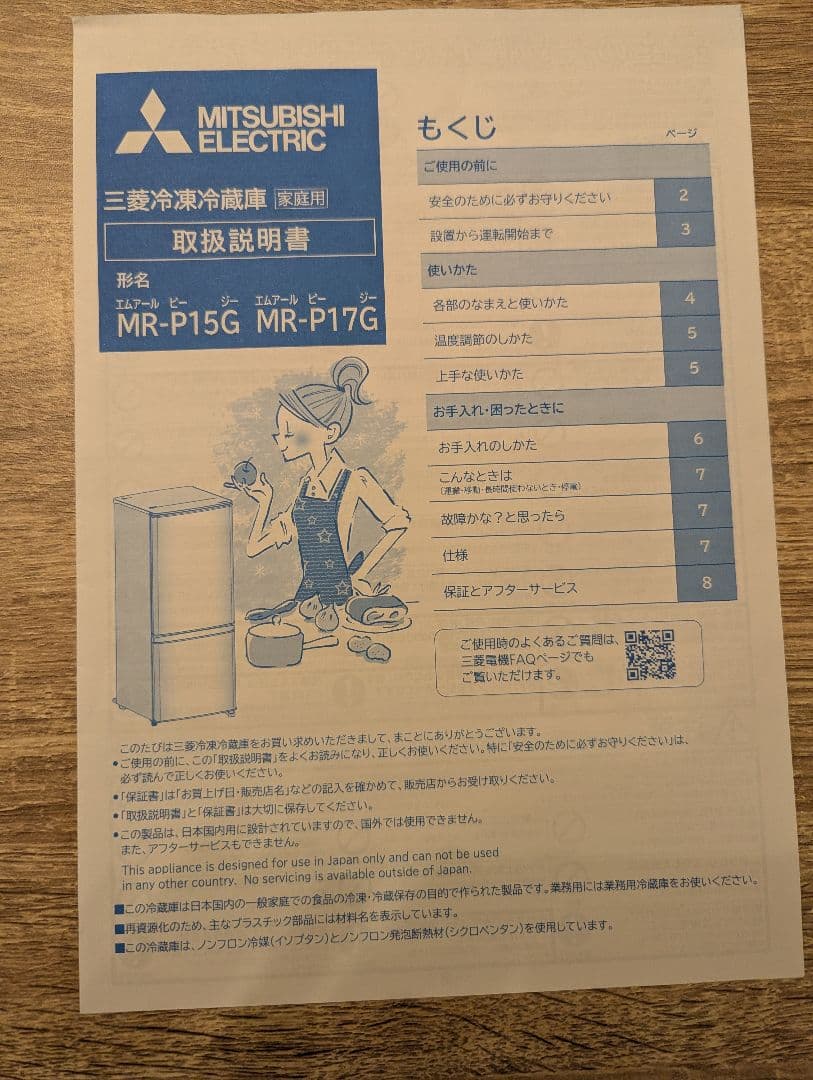 MITSUBISHI
ELECTRIC
三菱冷凍冷蔵庫 家庭用
取扱説明書
形名
エムアール ピー ジー エムアール ピー ジー
MR-P15G MR-P17G
もくじ
ページ
ご使用の前に
安全のために必ずお守りください 2
設置から運転開始まで 3
使いかた
各部のなまえと使いかた 4
温度調節のしかた 5
上手な使いかた 5
お手入れ・困ったときに
お手入れのしかた 6
こんなときは 7
(運搬・移動・長時間使わないとき・停電)
故障かな?と思ったら 7
仕様 7
保証とアフターサービス 8
ご使用時のよくあるご質問は、
三菱電機FAQページでも
ご覧いただけます。
このたびは三菱冷凍冷蔵庫をお買い求めいただきまして、まことにありがとうございます。
●ご使用の前に、この「取扱説明書」をよくお読みになり、正しくお使いください。特に「安全のために必ずお守りください」は、
必ず読んで正しくお使いください。
●「保証書」は「お買上げ日・販売店名」などの記入を確かめて、販売店からお受け取りください。
●「取扱説明書」と「保証書」は大切に保存してください。
●この製品は、日本国内用に設計されていますので、国外では使用できません。
また、アフターサービスもできません。
This appliance is designed for use in Japan only and can not be used
in any other country. No servicing is available outside of Japan.
■この冷蔵庫は日本国内の一般家庭での食品の冷凍・冷蔵保存の目的で作られた製品です。業務用には業務用冷蔵庫をお使いください。
■再資源化のため、主なプラスチック部品には材料名を表示しています。
■この冷蔵庫は、ノンフロン冷媒(イソブタン)とノンフロン発泡断熱材(シクロペンタン)を使用しています。